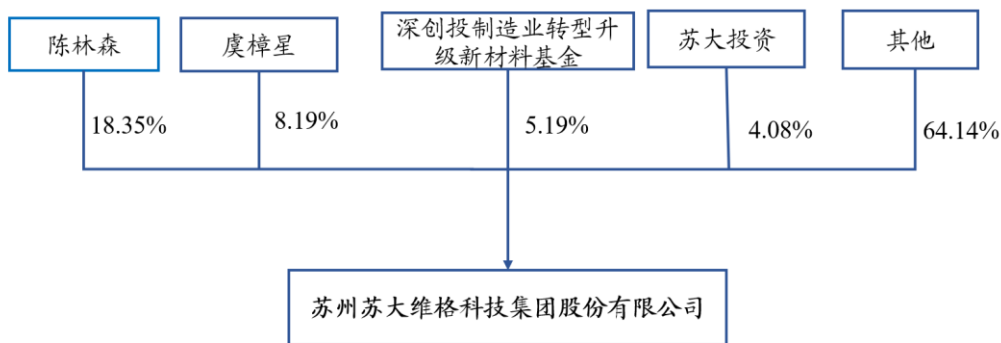 陈林森
虞樟星
深创投制造业转型升
级新材料基金
苏大投资
其他
18.35%
8.19%
5.19%
4.08%
64.14%
苏州苏大维格科技集团股份有限公司